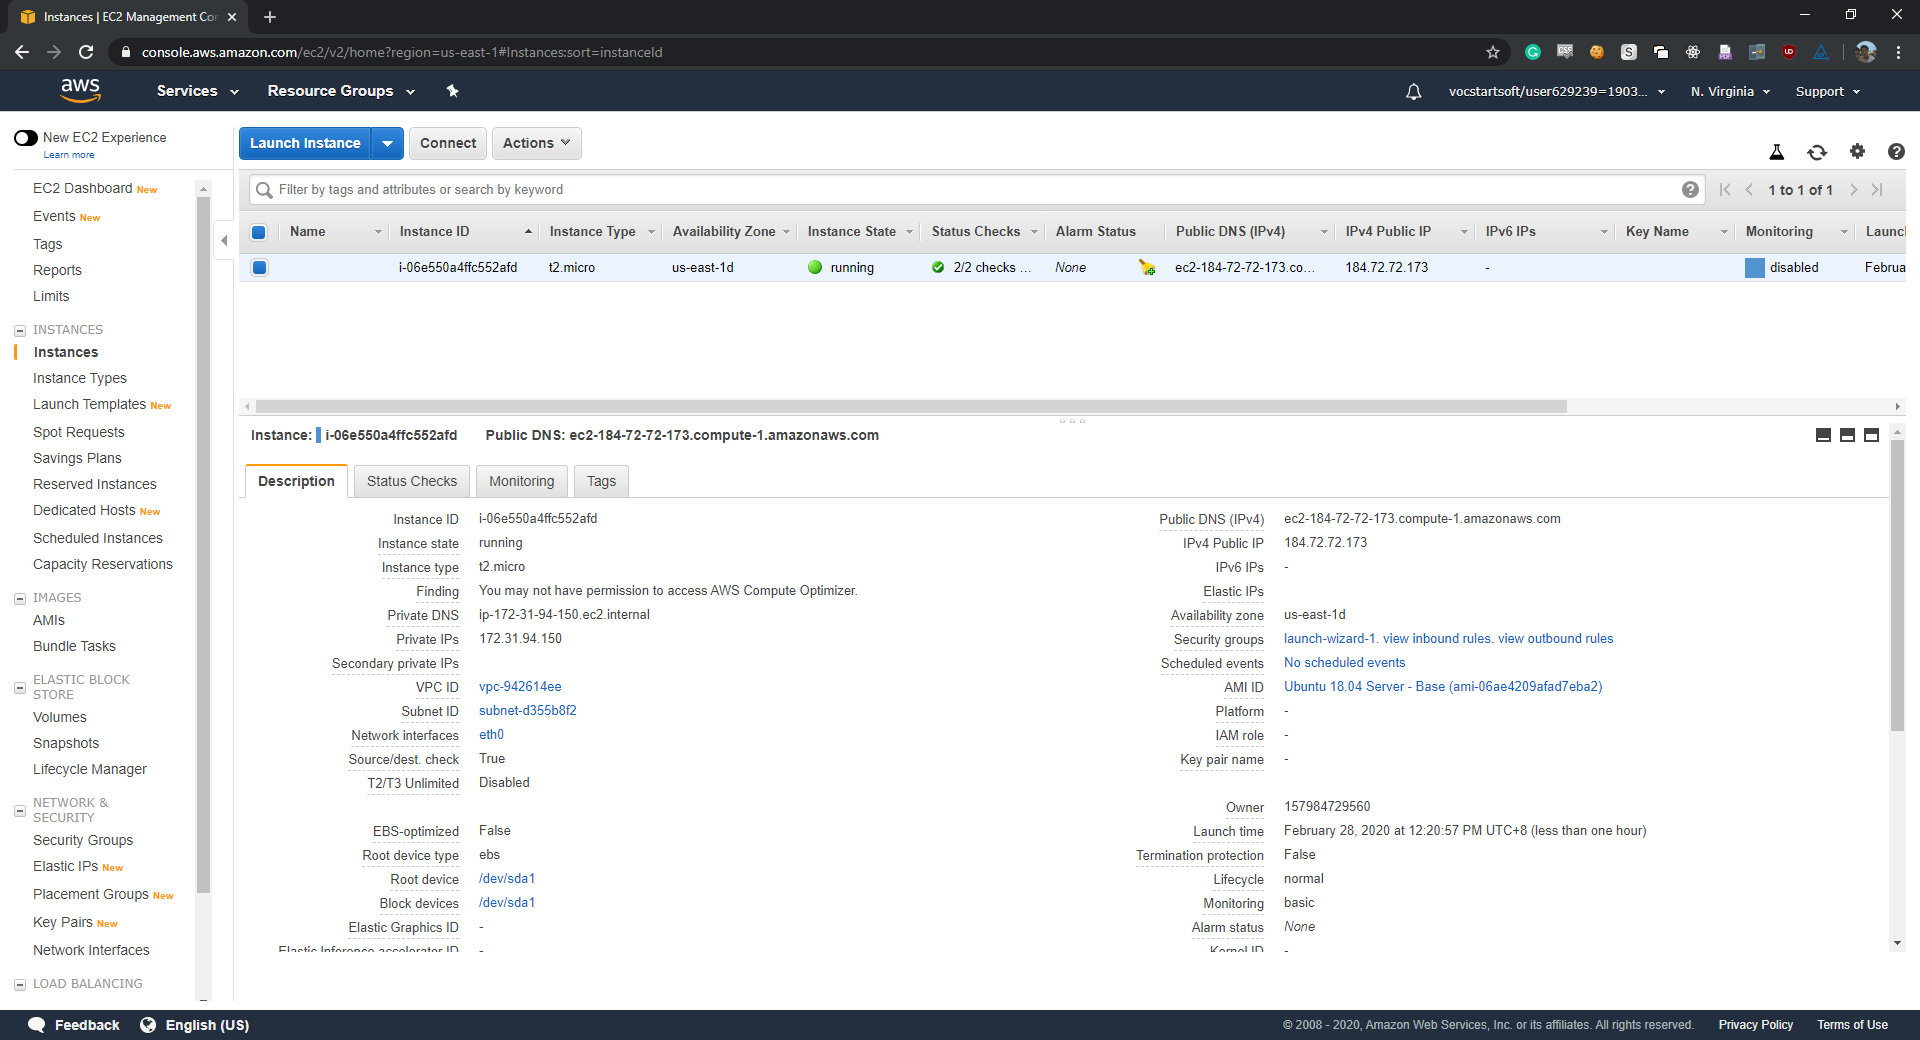 Instances | EC2 Management Con
console.aws.amazon.com/ec2/v2/home?region=us-east-1#Instances:sort=instanceId
aws Services Resource Groups vocstartsoft/user629239=1903... N. Virginia Support
New EC2 Experience
Learn more
EC2 Dashboard New
Events New
Tags
Reports
Limits
INSTANCES
Instances
Instance Types
Launch Templates New
Spot Requests
Savings Plans
Reserved Instances
Dedicated Hosts New
Scheduled Instances
Capacity Reservations
IMAGES
AMIs
Bundle Tasks
ELASTIC BLOCK
STORE
Volumes
Snapshots
Lifecycle Manager
NETWORK &
SECURITY
Security Groups
Elastic IPs New
Placement Groups New
Key Pairs New
Network Interfaces
LOAD BALANCING
Launch Instance Connect Actions
Filter by tags and attributes or search by keyword 1 to 1 of 1
Name Instance ID Instance Type Availability Zone Instance State Status Checks Alarm Status Public DNS (IPv4) IPv4 Public IP IPv6 IPs Key Name Monitoring Launc
i-06e550a4ffc552afd t2.micro us-east-1d running 2/2 checks ... None ec2-184-72-72-173.co... 184.72.72.173 - disabled Februa
Instance: i-06e550a4ffc552afd Public DNS: ec2-184-72-72-173.compute-1.amazonaws.com
Description Status Checks Monitoring Tags
Instance ID i-06e550a4ffc552afd
Instance state running
Instance type t2.micro
Finding You may not have permission to access AWS Compute Optimizer.
Private DNS ip-172-31-94-150.ec2.internal
Private IPs 172.31.94.150
Secondary private IPs
VPC ID vpc-942614ee
Subnet ID subnet-d355b8f2
Network interfaces eth0
Source/dest. check True
T2/T3 Unlimited Disabled
EBS-optimized False
Root device type ebs
Root device /dev/sda1
Block devices /dev/sda1
Elastic Graphics ID -
Elastic Inference accelerator ID -
Public DNS (IPv4) ec2-184-72-72-173.compute-1.amazonaws.com
IPv4 Public IP 184.72.72.173
IPv6 IPs -
Elastic IPs
Availability zone us-east-1d
Security groups launch-wizard-1. view inbound rules. view outbound rules
Scheduled events No scheduled events
AMI ID Ubuntu 18.04 Server - Base (ami-06ae4209afad7eba2)
Platform -
IAM role -
Key pair name -
Owner 157984729560
Launch time February 28, 2020 at 12:20:57 PM UTC+8 (less than one hour)
Termination protection False
Lifecycle normal
Monitoring basic
Alarm status None
Kernel ID -
Feedback English (US) © 2008 - 2020, Amazon Web Services, Inc. or its affiliates. All rights reserved. Privacy Policy Terms of Use